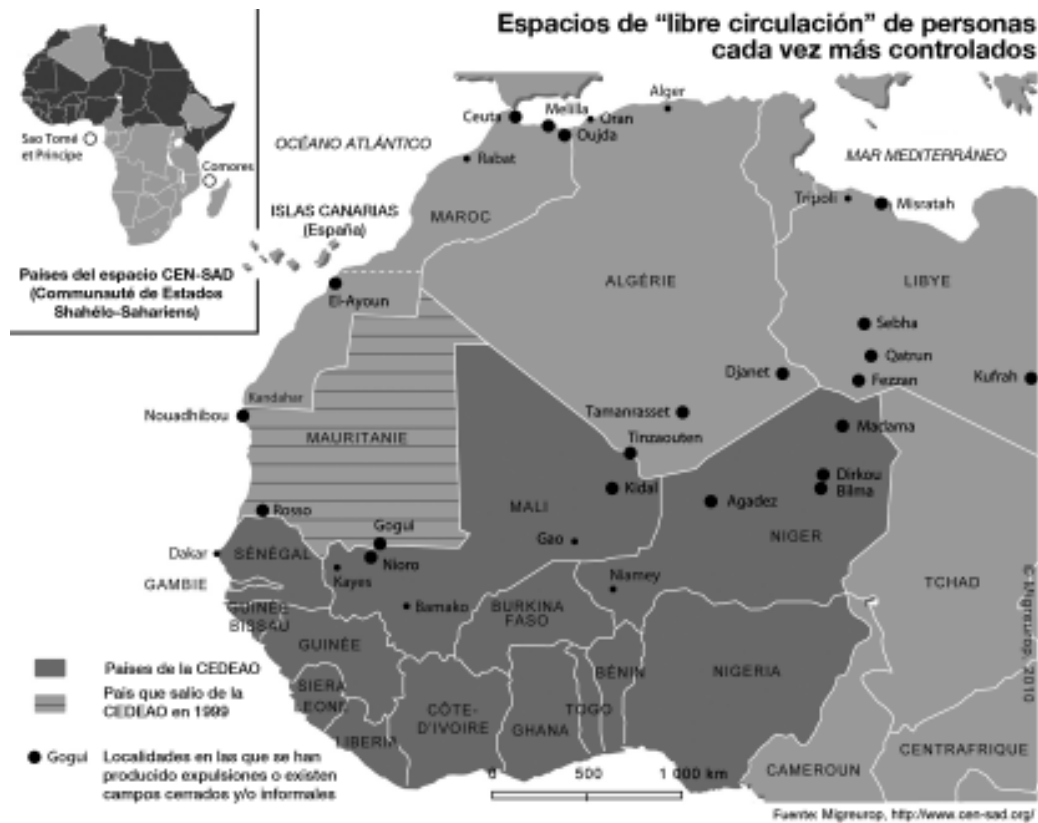 Espacios de “libre circulación” de personas
cada vez más controlados
Sao Tomé
et Principe
Comores
Países del espacio CEN-SAD
(Communauté de Estados
Shahélo-Sahariens)
OCÉANO ATLÁNTICO
MAR MEDITERRÁNEO
ISLAS CANARIAS
(España)
Ceuta
Melilla
Alger
Oran
Oujda
Rabat
MAROC
Tripoli
Misratah
ALGÉRIE
LIBYE
El-Ayoun
Sebha
Qatrun
Djanet
Fezzan
Kufrah
Kandahar
Nouadhibou
Tamanrasset
Madama
MAURITANIE
Tinzaouten
Dirkou
Kidal
Bilma
Agadez
MALI
Rosso
Gogui
Gao
NIGER
Dakar
SÉNÉGAL
Nioro
Kayes
Niamey
TCHAD
GAMBIE
Bamako
BURKINA
FASO
GUINÉE
BISSAU
GUINÉE
BÉNIN
NIGERIA
SIERA
LEONE
CÔTE-
D'IVOIRE
TOGO
GHANA
LIBERIA
CENTRAFRIQUE
CAMEROUN
Países de la CEDEAO
País que salio de la
CEDEAO en 1999
Gogui
Localidades en las que se han
producido expulsiones o existen
campos cerrados y/o informales
0 500 1 000 km
© Migreurop, 2010
Fuente: Migreurop, http://www.cen-sad.org/